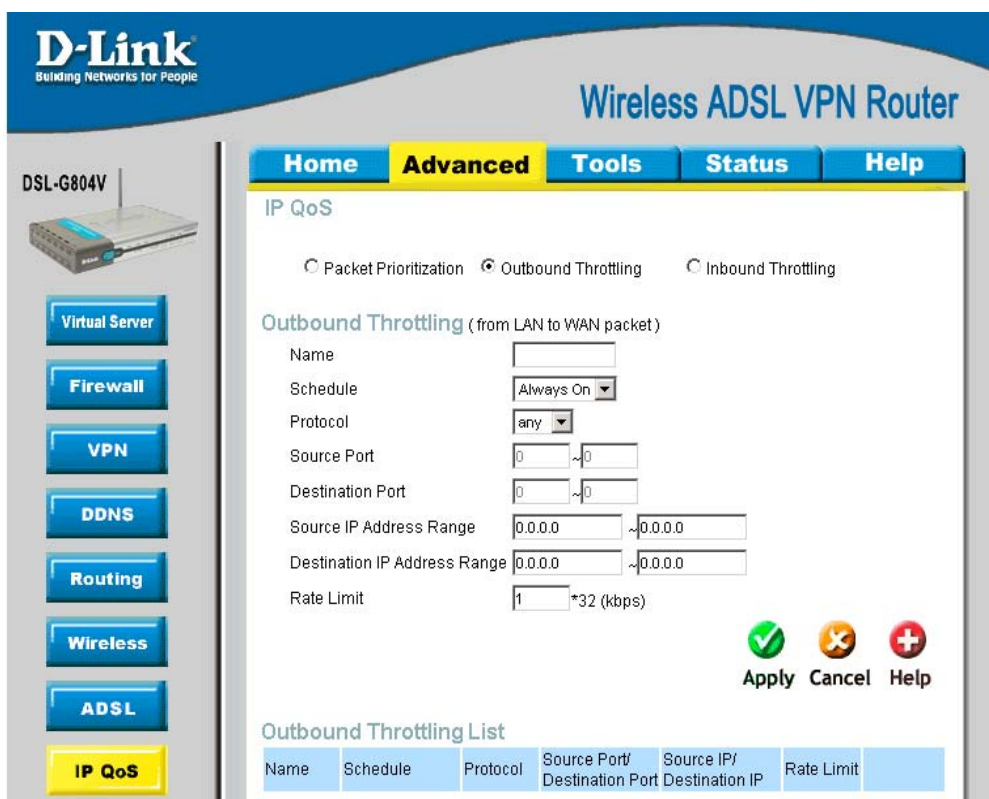 D-Link
Building Networks for People
Wireless ADSL VPN Router
DSL-G804V
Home Advanced Tools Status Help
IP QoS
Packet Prioritization Outbound Throttling Inbound Throttling
Virtual Server
Firewall
VPN
DDNS
Routing
Wireless
ADSL
IP QoS
Outbound Throttling (from LAN to WAN packet)
Name
Schedule Always On
Protocol any
Source Port 0 ~ 0
Destination Port 0 ~ 0
Source IP Address Range 0.0.0.0 ~ 0.0.0.0
Destination IP Address Range 0.0.0.0 ~ 0.0.0.0
Rate Limit 1 *32 (kbps)
Apply Cancel Help
Outbound Throttling List
Name Schedule Protocol Source Port/ Destination Port Source IP/ Destination IP Rate Limit